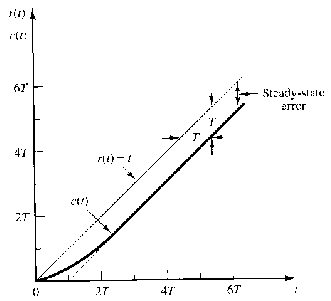 r(t)
c(t)
6T
4T
2T
0
2T
4T
6T
t
r(t) = t
c(t)
T
T
Steady-state
error